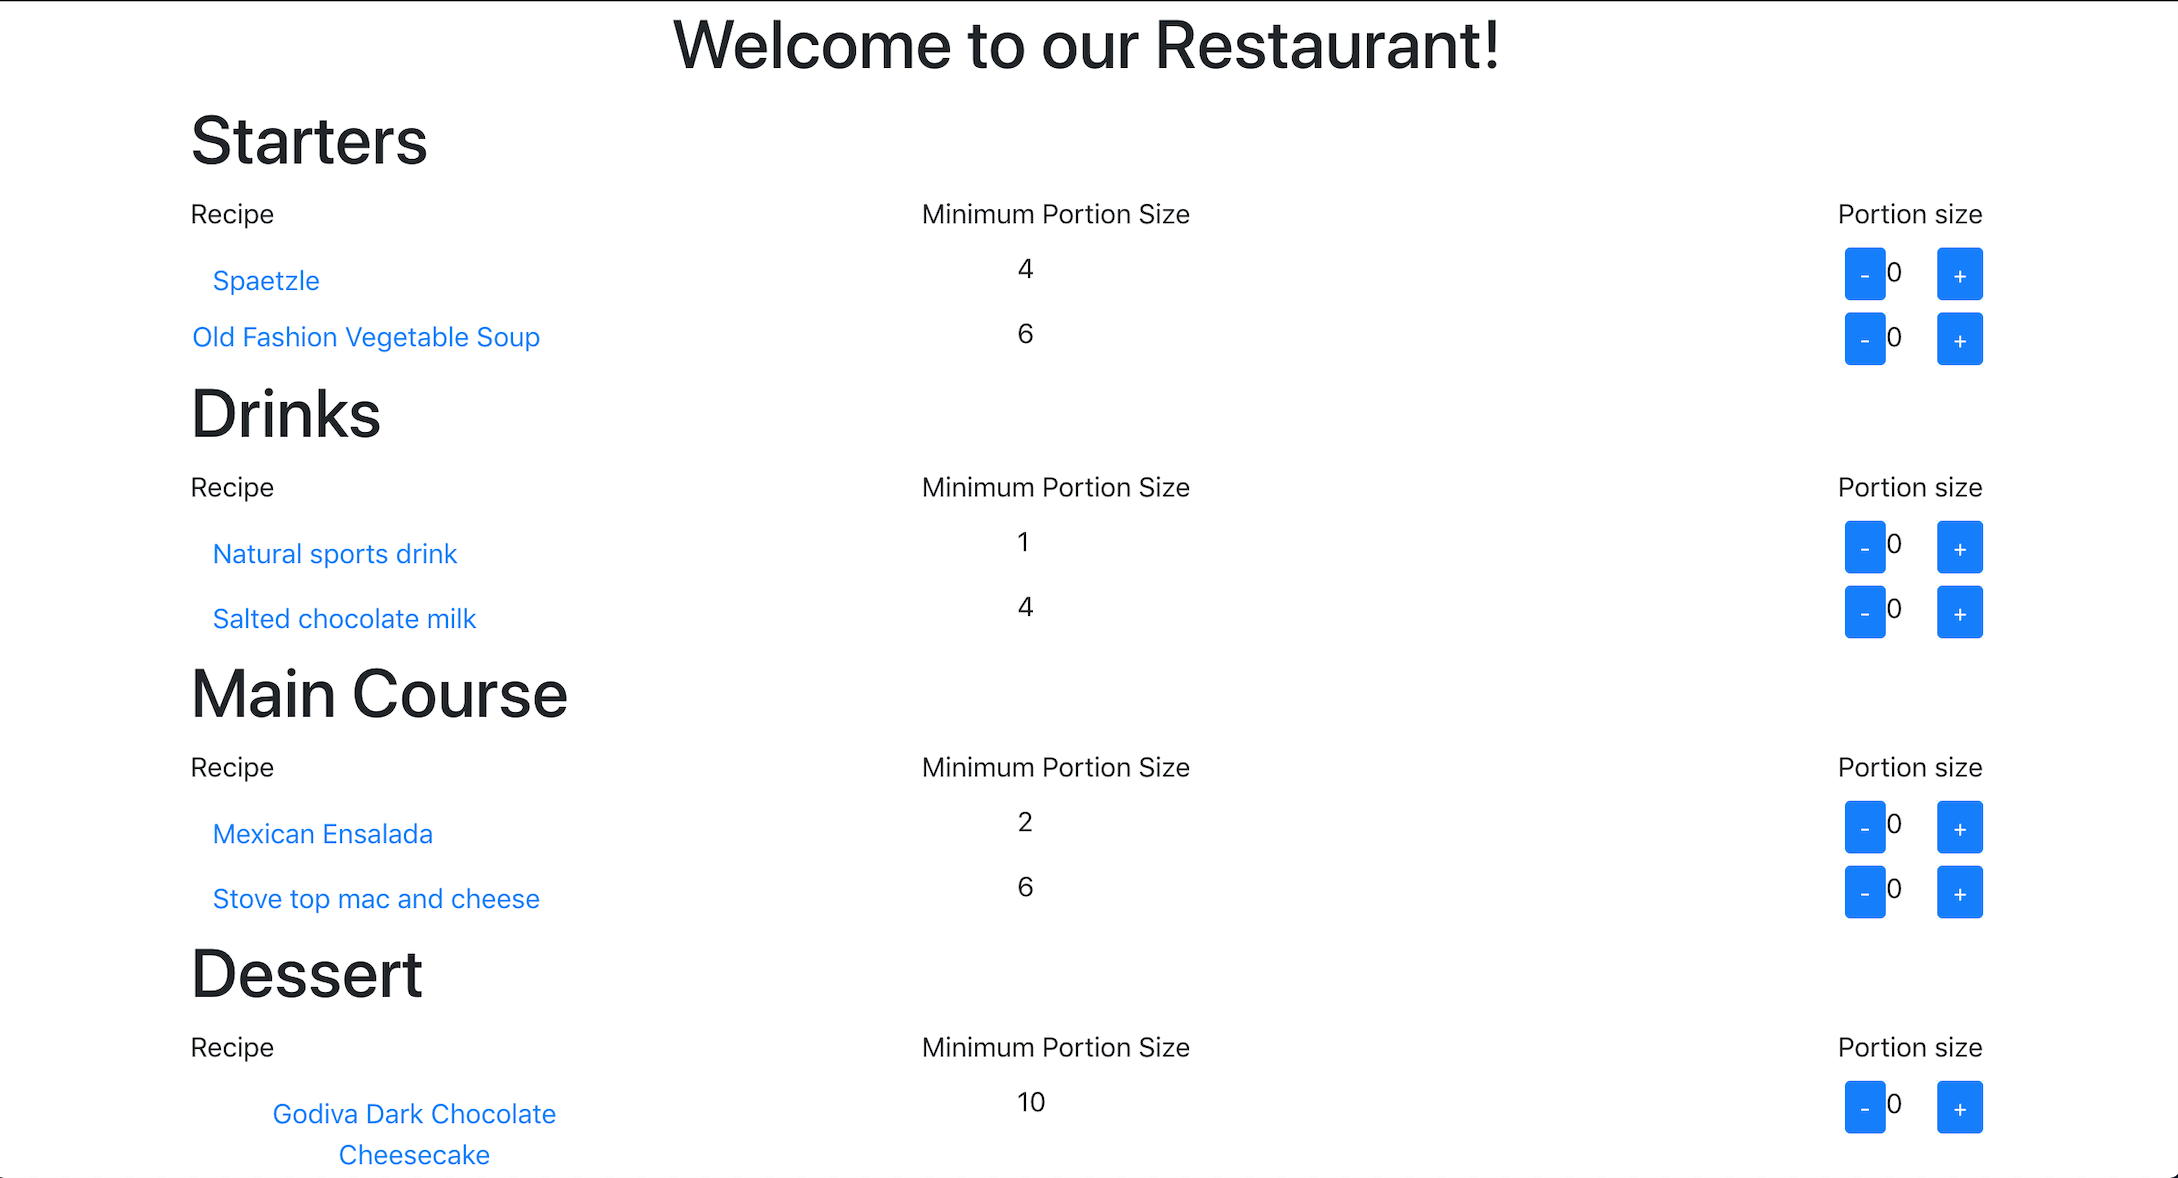 Welcome to our Restaurant!
Starters
Recipe Minimum Portion Size Portion size
Spaetzle 4 - 0 +
Old Fashion Vegetable Soup 6 - 0 +
Drinks
Recipe Minimum Portion Size Portion size
Natural sports drink 1 - 0 +
Salted chocolate milk 4 - 0 +
Main Course
Recipe Minimum Portion Size Portion size
Mexican Ensalada 2 - 0 +
Stove top mac and cheese 6 - 0 +
Dessert
Recipe Minimum Portion Size Portion size
Godiva Dark Chocolate 10 - 0 +
Cheesecake